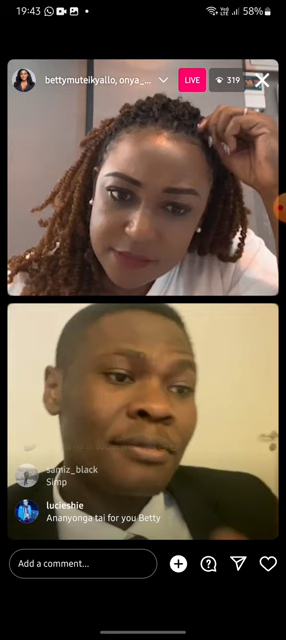 19:43
58%
bettymuteikyallo, onya_...
LIVE
319
samiz_black
Simp
lucieshie
Ananyonga tai for you Betty
Add a comment...